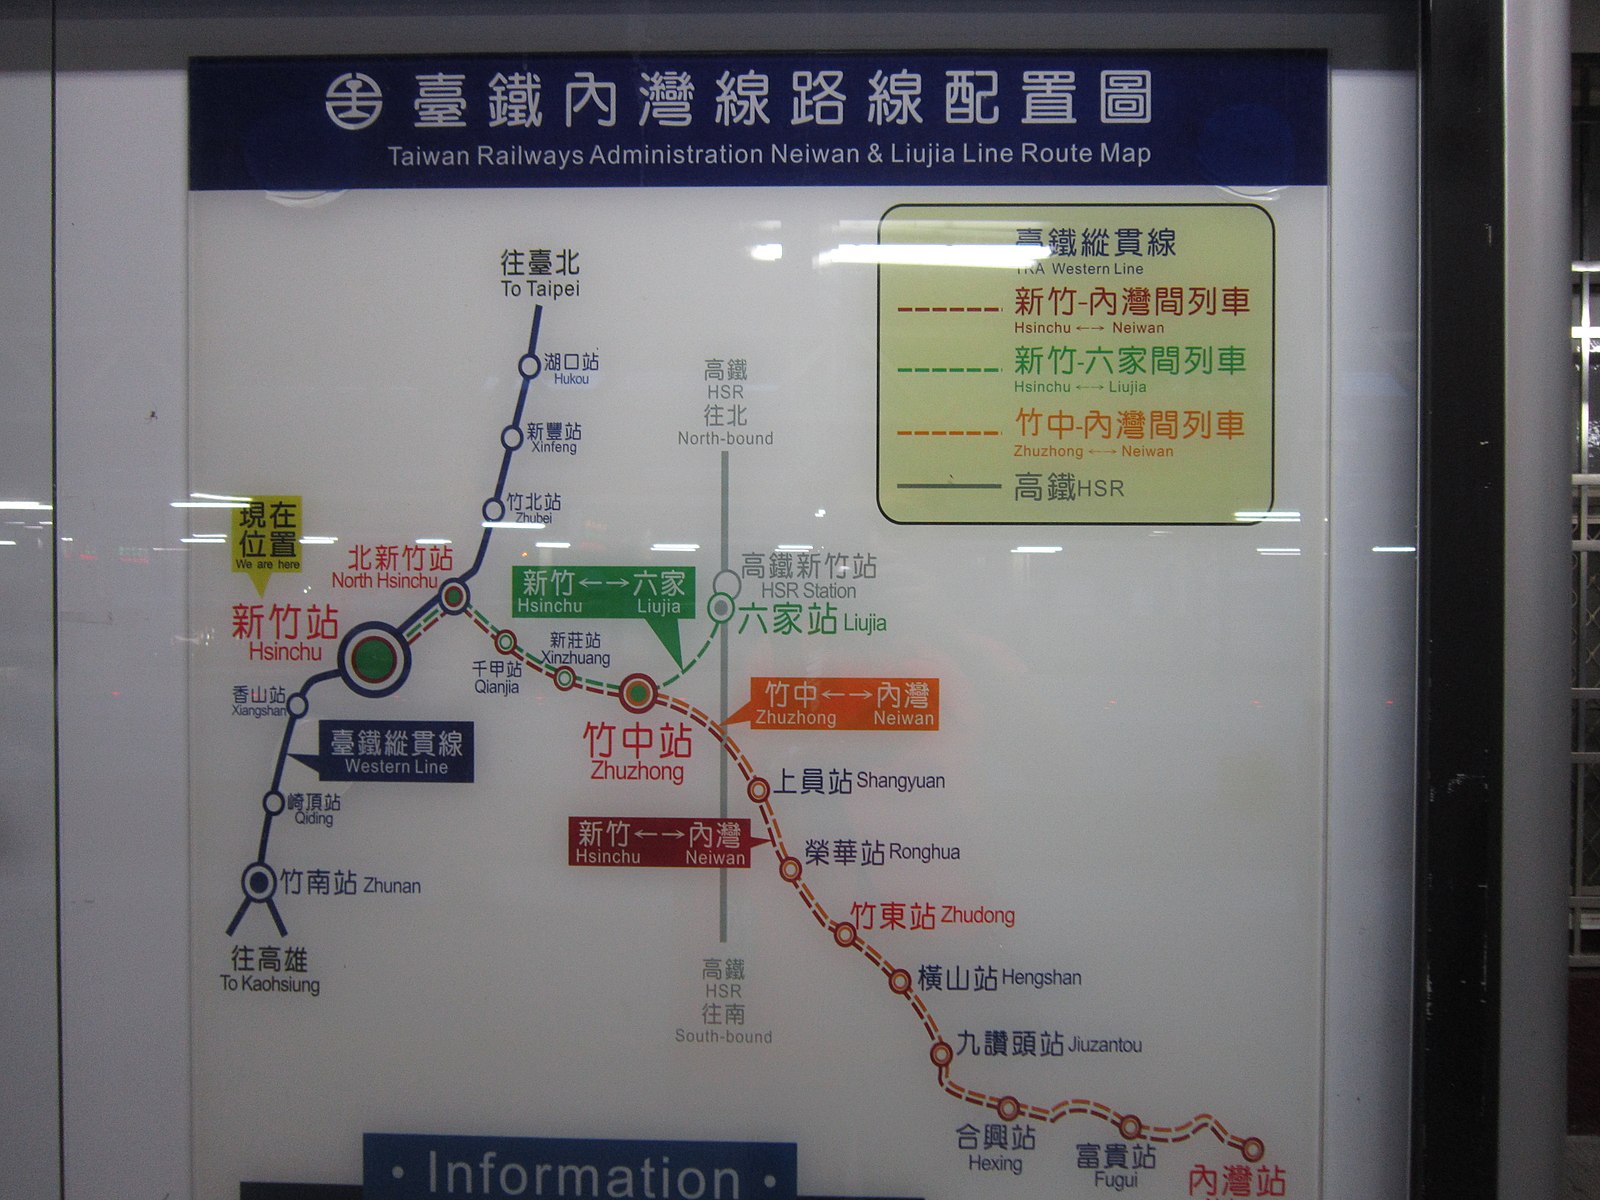 臺鐵內灣線路線配置圖
Taiwan Railways Administration Neiwan & Liujia Line Route Map
高鐵縱貫線
TRA Western Line
新竹-內灣間列車
Hsinchu ←→ Neiwan
新竹-六家間列車
Hsinchu ←→ Liujia
竹中-內灣間列車
Zhuzhong ←→ Neiwan
高鐵HSR
往臺北
To Taipei
湖口站
Hukou
新豐站
Xinfeng
竹北站
Zhubei
高鐵
HSR
往北
North-bound
現在
位置
We are here
北新竹站
North Hsinchu
新竹站
Hsinchu
新竹←→六家
Hsinchu Liujia
高鐵新竹站
HSR Station
六家站 Liujia
千甲站
Qianjia
新莊站
Xinzhuang
香山站
Xiangshan
臺鐵縱貫線
Western Line
竹中站
Zhuzhong
竹中←→內灣
Zhuzhong Neiwan
崎頂站
Qiding
竹南站 Zhunan
往高雄
To Kaohsiung
上員站 Shangyuan
新竹←→內灣
Hsinchu Neiwan
榮華站 Ronghua
竹東站 Zhudong
橫山站 Hengshan
高鐵
HSR
往南
South-bound
九讚頭站 Jiuzantou
合興站
Hexing
富貴站
Fugui
內灣站
· Information ·